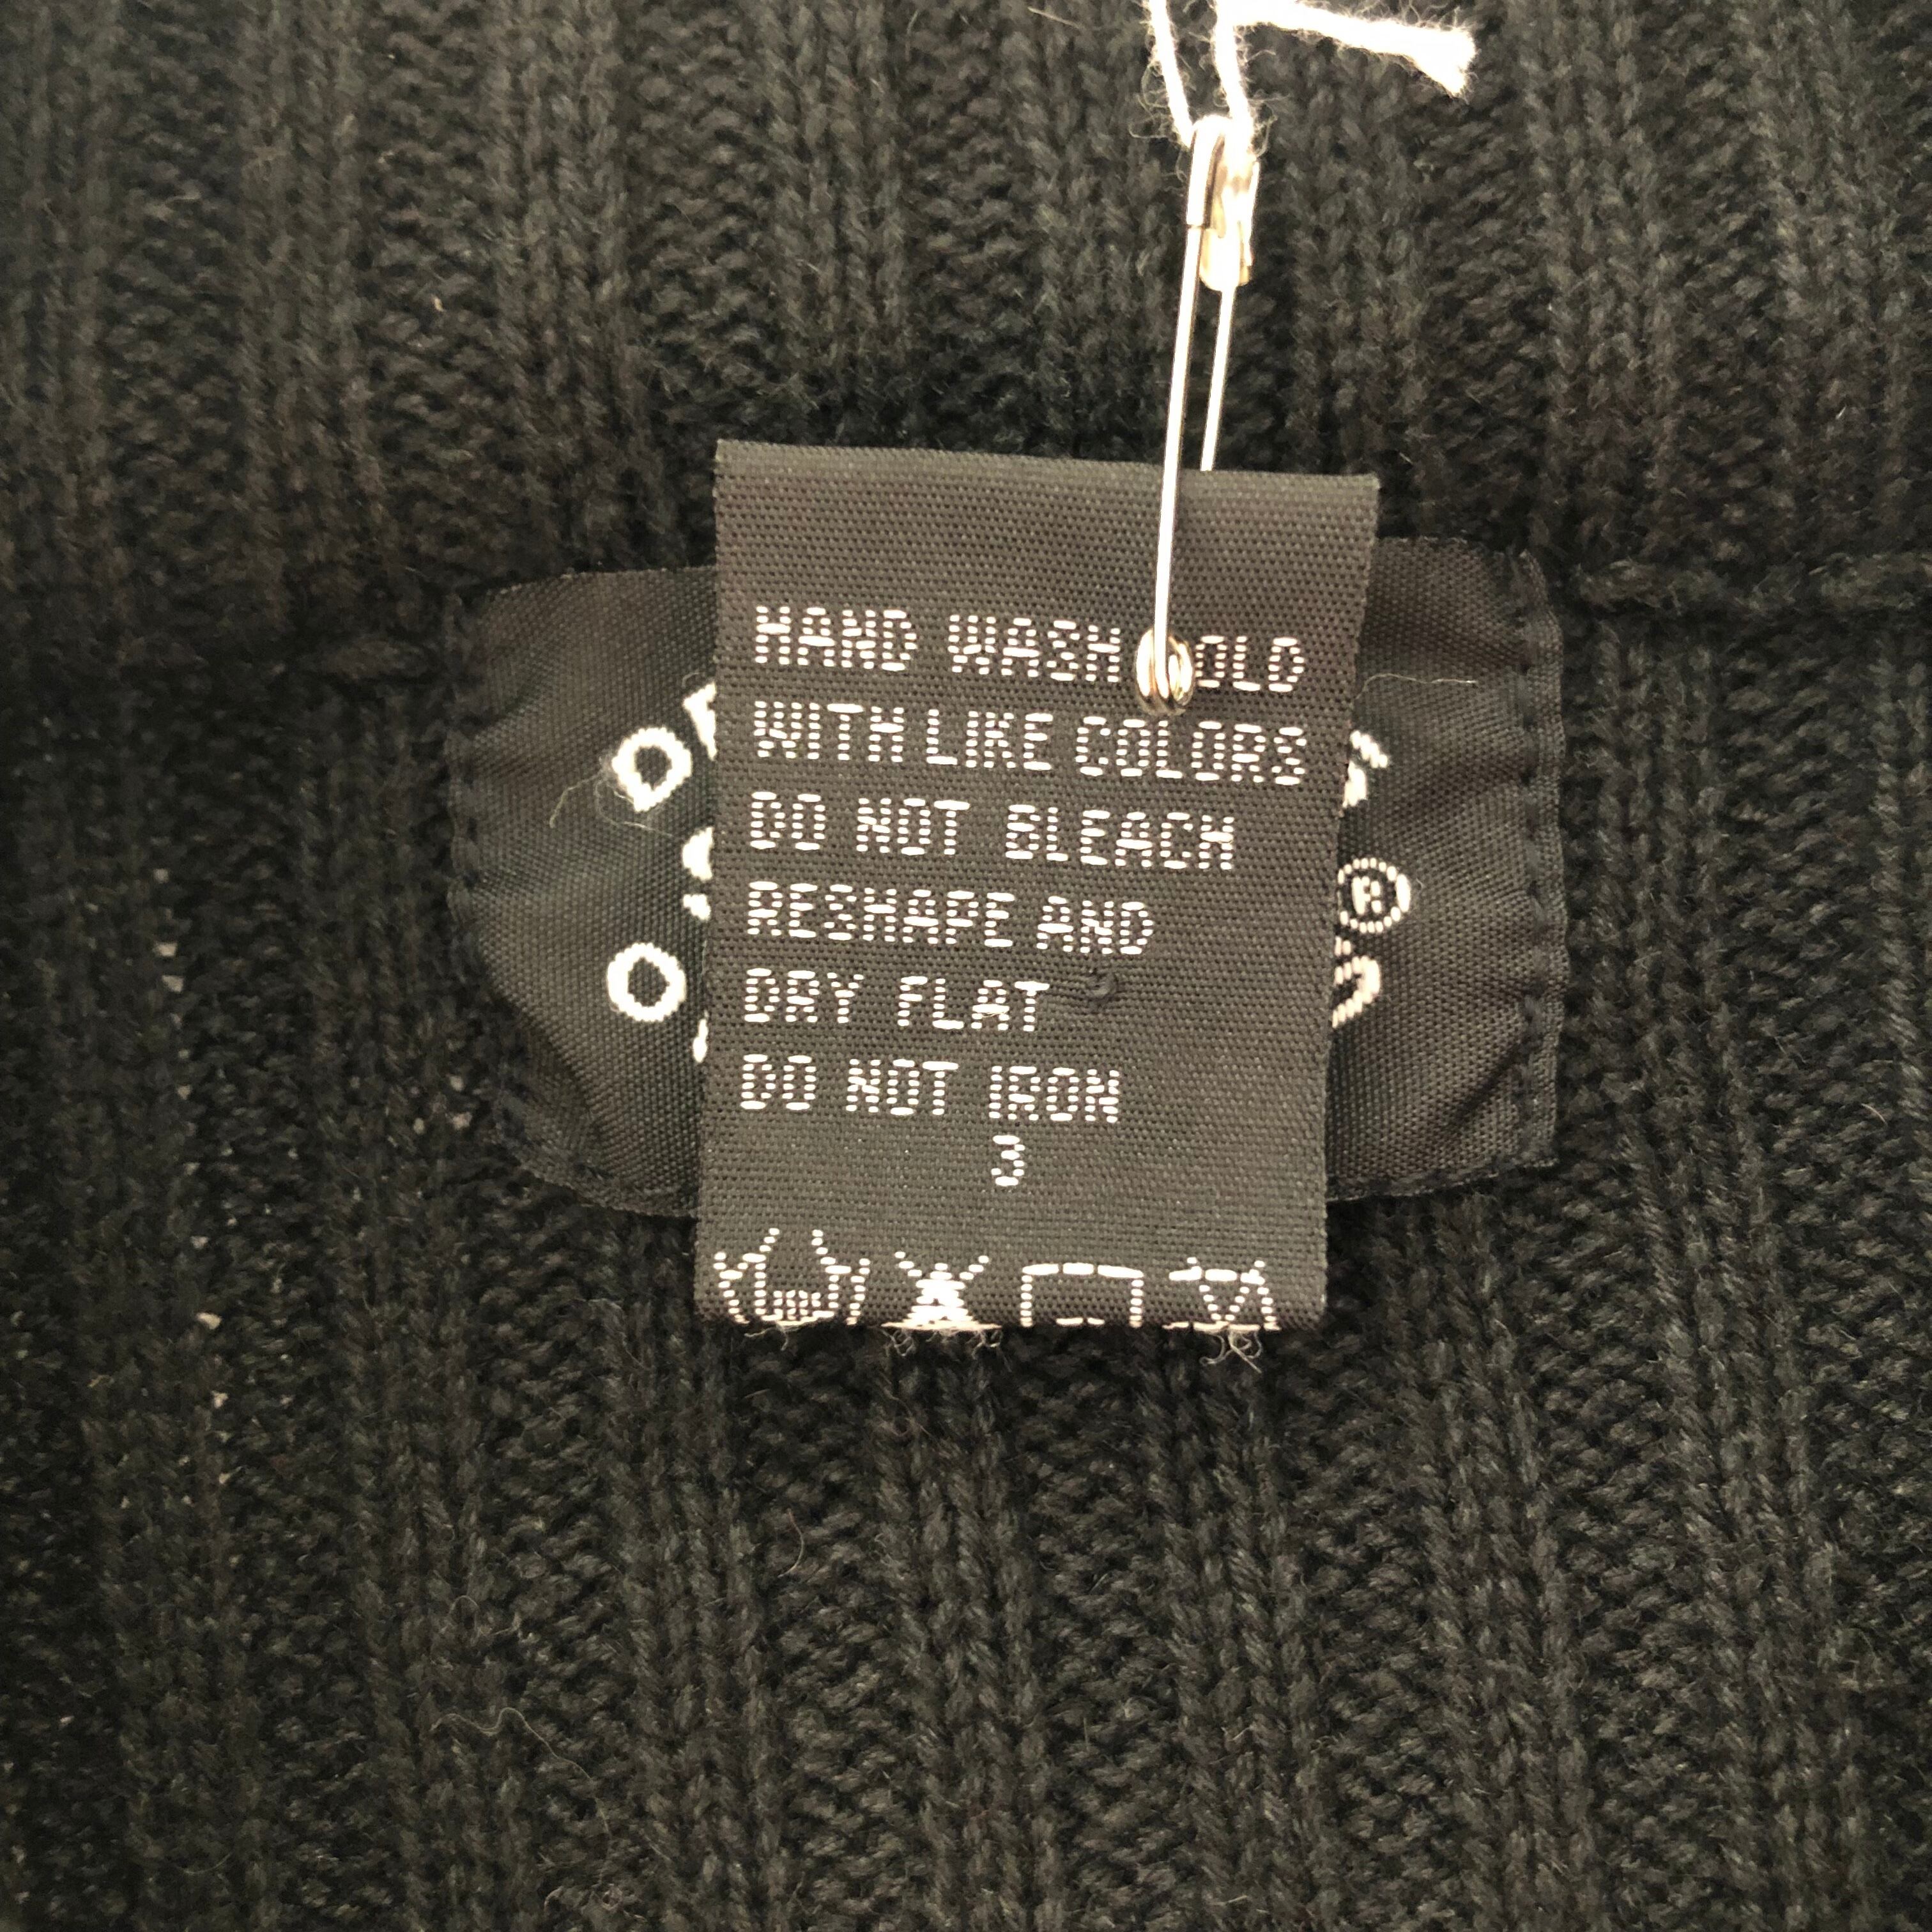 HAND WASH COLD
WITH LIKE COLORS
DO NOT BLEACH
RESHAPE AND
DRY FLAT
DO NOT IRON
3
®